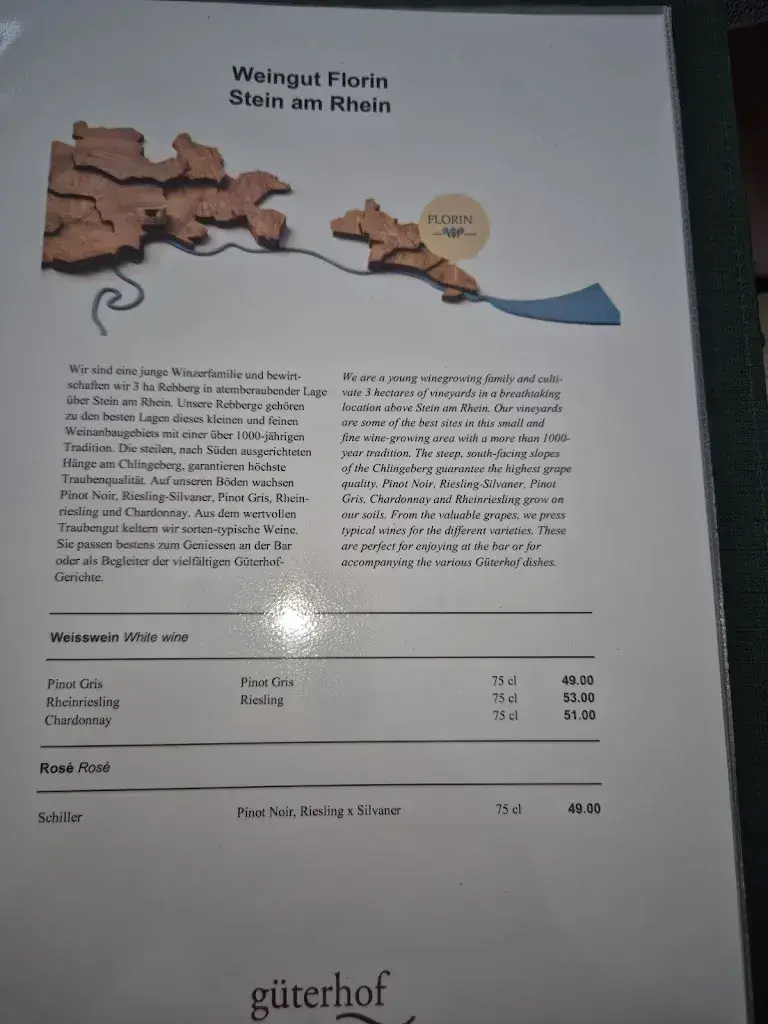 Weingut Florin
Stein am Rhein
FLORIN
Wir sind eine junge Winzerfamilie und bewirt-
schaften wir 3 ha Rebberg in atemberaubender Lage
über Stein am Rhein. Unsere Rebberge gehören
zu den besten Lagen dieses kleinen und feinen
Weinanbaugebiets mit einer über 1000-jährigen
Tradition. Die steilen, nach Süden ausgerichteten
Hänge am Chlingeberg, garantieren höchste
Traubenqualität. Auf unseren Böden wachsen
Pinot Noir, Riesling-Silvaner, Pinot Gris, Rhein-
riesling und Chardonnay. Aus dem wertvollen
Traubengut keltern wir sorten-typische Weine.
Sie passen bestens zum Geniessen an der Bar
oder als Begleiter der vielfältigen Güterhof-
Gerichte.
We are a young winegrowing family and culti-
vate 3 hectares of vineyards in a breathtaking
location above Stein am Rhein. Our vineyards
are some of the best sites in this small and
fine wine-growing area with a more than 1000-
year tradition. The steep, south-facing slopes
of the Chlingeberg guarantee the highest grape
quality. Pinot Noir, Riesling-Silvaner, Pinot
Gris, Chardonnay and Rheinriesling grow on
our soils. From the valuable grapes, we press
typical wines for the different varieties. These
are perfect for enjoying at the bar or for
accompanying the various Güterhof dishes.
Weisswein White wine
Pinot Gris Pinot Gris 75 cl 49.00
Rheinriesling Riesling 75 cl 53.00
Chardonnay 75 cl 51.00
Rosé Rosé
Schiller Pinot Noir, Riesling x Silvaner 75 cl 49.00
güterhof